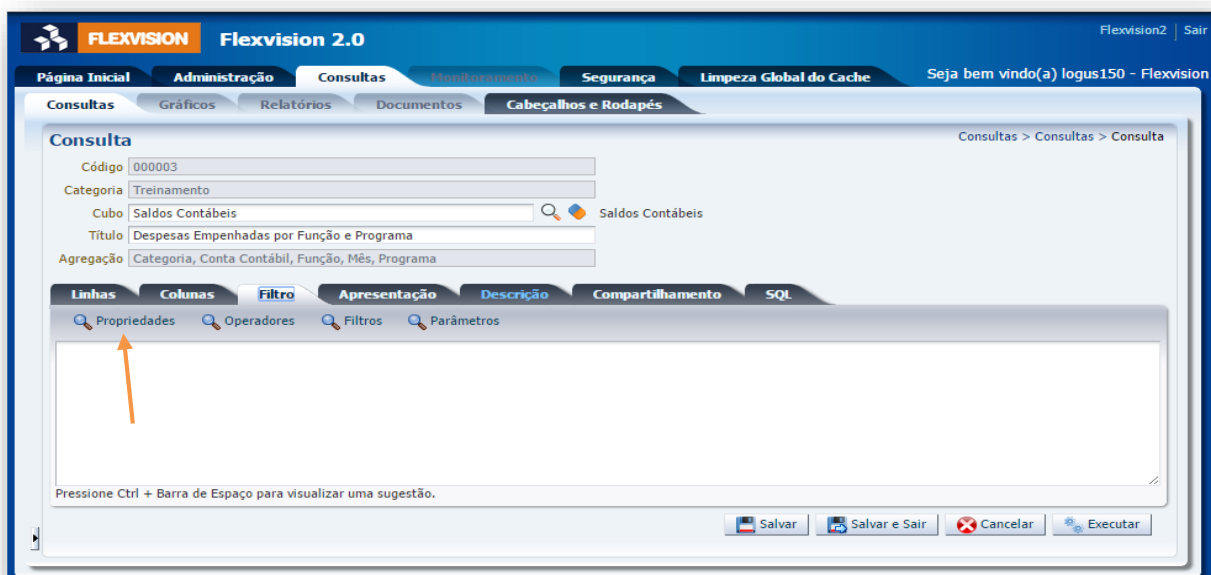 FLEXVISION Flexvision 2.0 Flexvision2 | Sair
Página Inicial Administração Consultas Monitoramento Segurança Limpeza Global do Cache Seja bem vindo(a) logus150 - Flexvision
Consultas Gráficos Relatórios Documentos Cabeçalhos e Rodapés
Consulta Consultas > Consultas > Consulta
Código 000003
Categoria Treinamento
Cubo Saldos Contábeis Saldos Contábeis
Título Despesas Empenhadas por Função e Programa
Agregação Categoria, Conta Contábil, Função, Mês, Programa
Linhas Colunas Filtro Apresentação Descrição Compartilhamento SQL
Propriedades Operadores Filtros Parâmetros
Pressione Ctrl + Barra de Espaço para visualizar uma sugestão.
Salvar Salvar e Sair Cancelar Executar